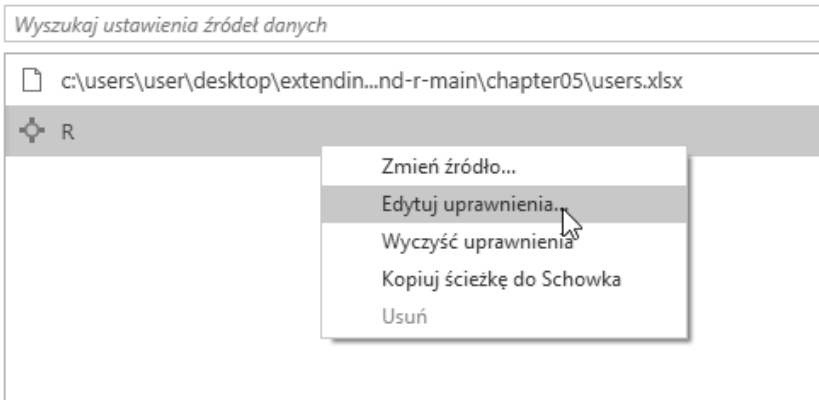 Wyszukaj ustawienia źródeł danych
c:\users\user\desktop\extendin...nd-r-main\chapter05\users.xlsx
R
Zmień źródło...
Edytuj uprawnienia...
Wyczyść uprawnienia
Kopiuj ścieżkę do Schowka
Usuń